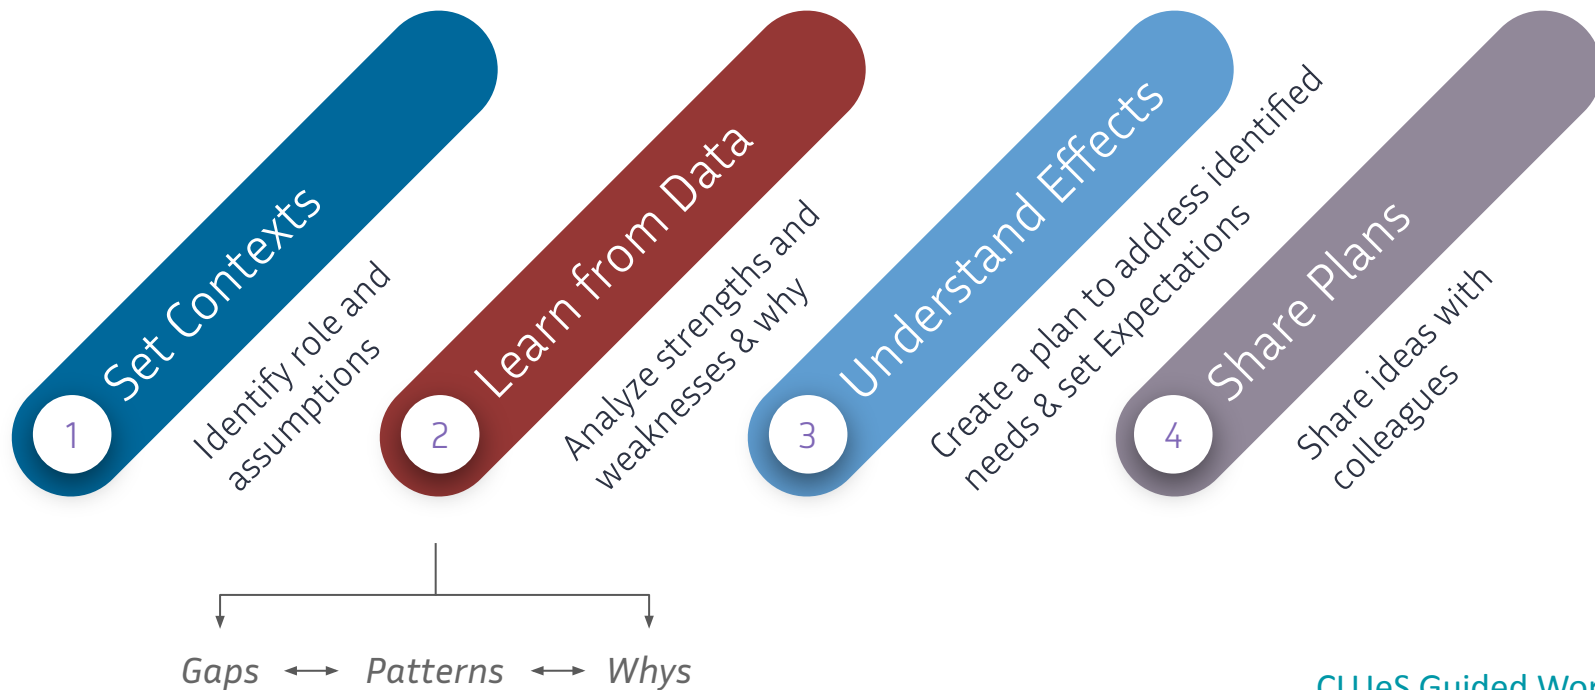 1
Set Contexts
Identify role and
assumptions
2
Learn from Data
Analyze strengths and
weaknesses & why
3
Understand Effects
Create a plan to address identified
needs & set Expectations
4
Share Plans
Share ideas with
colleagues
Gaps Patterns Whys
Guided